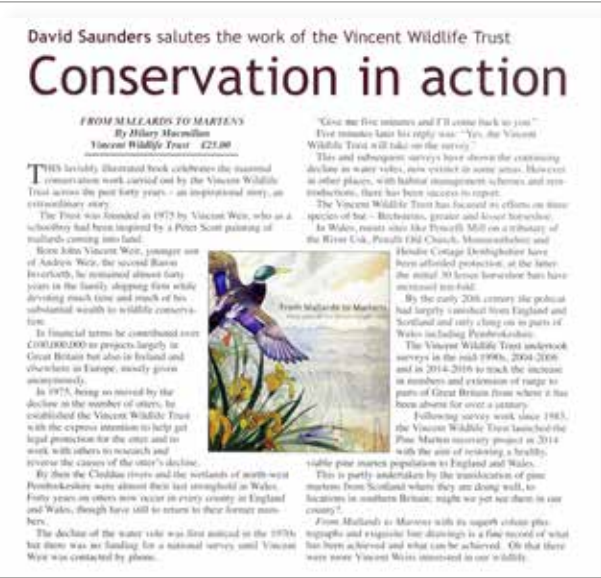 David Saunders salutes the work of the Vincent Wildlife Trust
Conservation in action
FROM MALLARDS TO MARTENS
By Hilary Macmillan
Vincent Wildlife Trust £25.00
THIS lavishly illustrated book celebrates the mammal
conservation work carried out by the Vincent Wildlife
Trust across the past forty years – an inspirational story, an
extraordinary story.
The Trust was founded in 1975 by Vincent Weir, who as a
schoolboy had been inspired by a Peter Scott painting of
mallards coming into land.
Born John Vincent Weir, younger son
of Andrew Weir, the second Baron
Inverforth, he remained almost forty
years in the family shipping firm while
devoting much time and much of his
substantial wealth to wildlife conserva-
tion.
In financial terms he contributed over
£100,000,000 to projects largely in
Great Britain but also in Ireland and
elsewhere in Europe, mostly given
anonymously.
In 1975, being so moved by the
decline in the number of otters, he
established the Vincent Wildlife Trust
with the express intention to help get
legal protection for the otter and to
work with others to research and
reverse the causes of the otter's decline.
By then the Cleddau rivers and the wetlands of north-west
Pembrokeshire were almost their last stronghold in Wales.
Forty years on otters now occur in every county in England
and Wales, though have still to return to their former num-
bers.
The decline of the water vole was first noticed in the 1970s
but there was no funding for a national survey until Vincent
Weir was contacted by phone.
"Give me five minutes and I'll come back to you."
Five minutes later his reply was: "Yes, the Vincent
Wildlife Trust will take on the survey."
This and subsequent surveys have shown the continuing
decline in water vole, now extinct in some areas. However
in other places, with habitat management schemes and rein-
troductions, there has been success to report.
The Vincent Wildlife Trust has focused its efforts on three
species of bat – Bechsteins, greater and lesser horseshoe.
In Wales, roosts sites like Pencelli Mill on a tributary of
the River Usk, Penallt Old Church, Monmouthshire and
Hendre Cottage Denbighshire have
been afforded protection, at the latter
the initial 30 lesser horseshoe bats have
increased ten-fold.
By the early 20th century the polecat
had largely vanished from England and
Scotland and only clung on in parts of
Wales including Pembrokeshire.
The Vincent Wildlife Trust undertook
surveys in the mid-1990s, 2004-2006
and in 2014-2016 to track the increase
in numbers and extension of range to
parts of Great Britain from where it has
been absent for over a century.
Following survey work since 1983,
the Vincent Wildlife Trust launched the
Pine Marten recovery project in 2014
with the aim of restoring a healthy,
viable pine marten population to England and Wales.
This is partly undertaken by the translocation of pine
martens from Scotland where they are doing well, to
locations in southern Britain; might we yet see them in our
county?
From Mallards to Martens with its superb colour pho-
tographs and exquisite line drawings is a fine record of what
has been achieved and what can be achieved. Oh that there
were more Vincent Weirs interested in our wildlife.
From Mallards to Martens